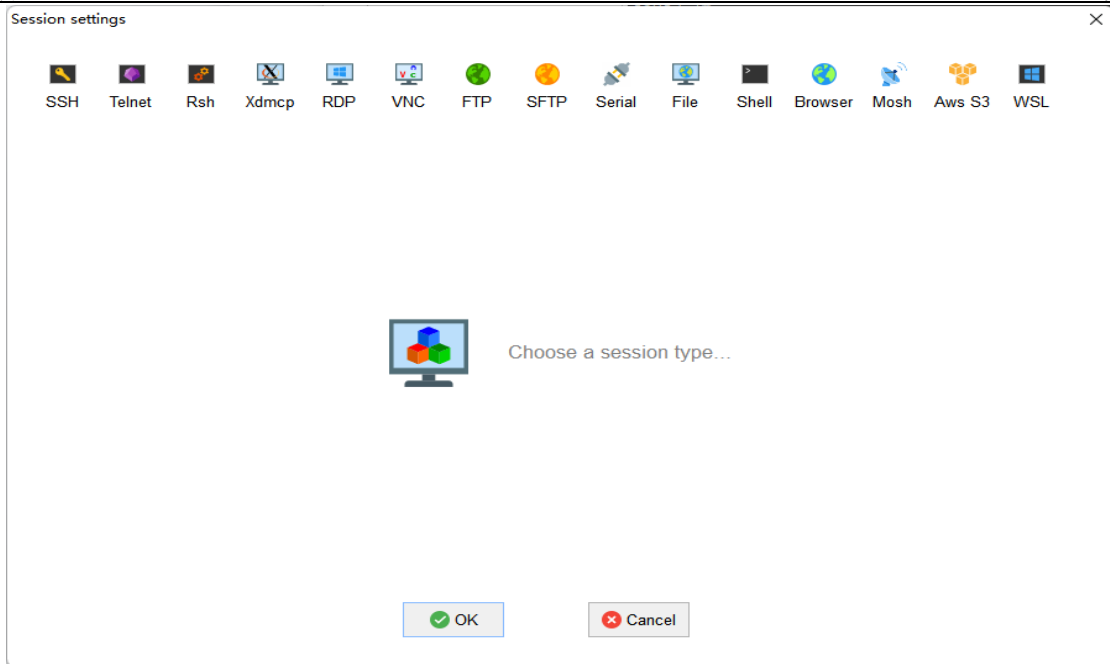 Session settings
SSH Telnet Rsh Xdmcp RDP VNC FTP SFTP Serial File Shell Browser Mosh Aws S3 WSL
Choose a session type...
OK Cancel